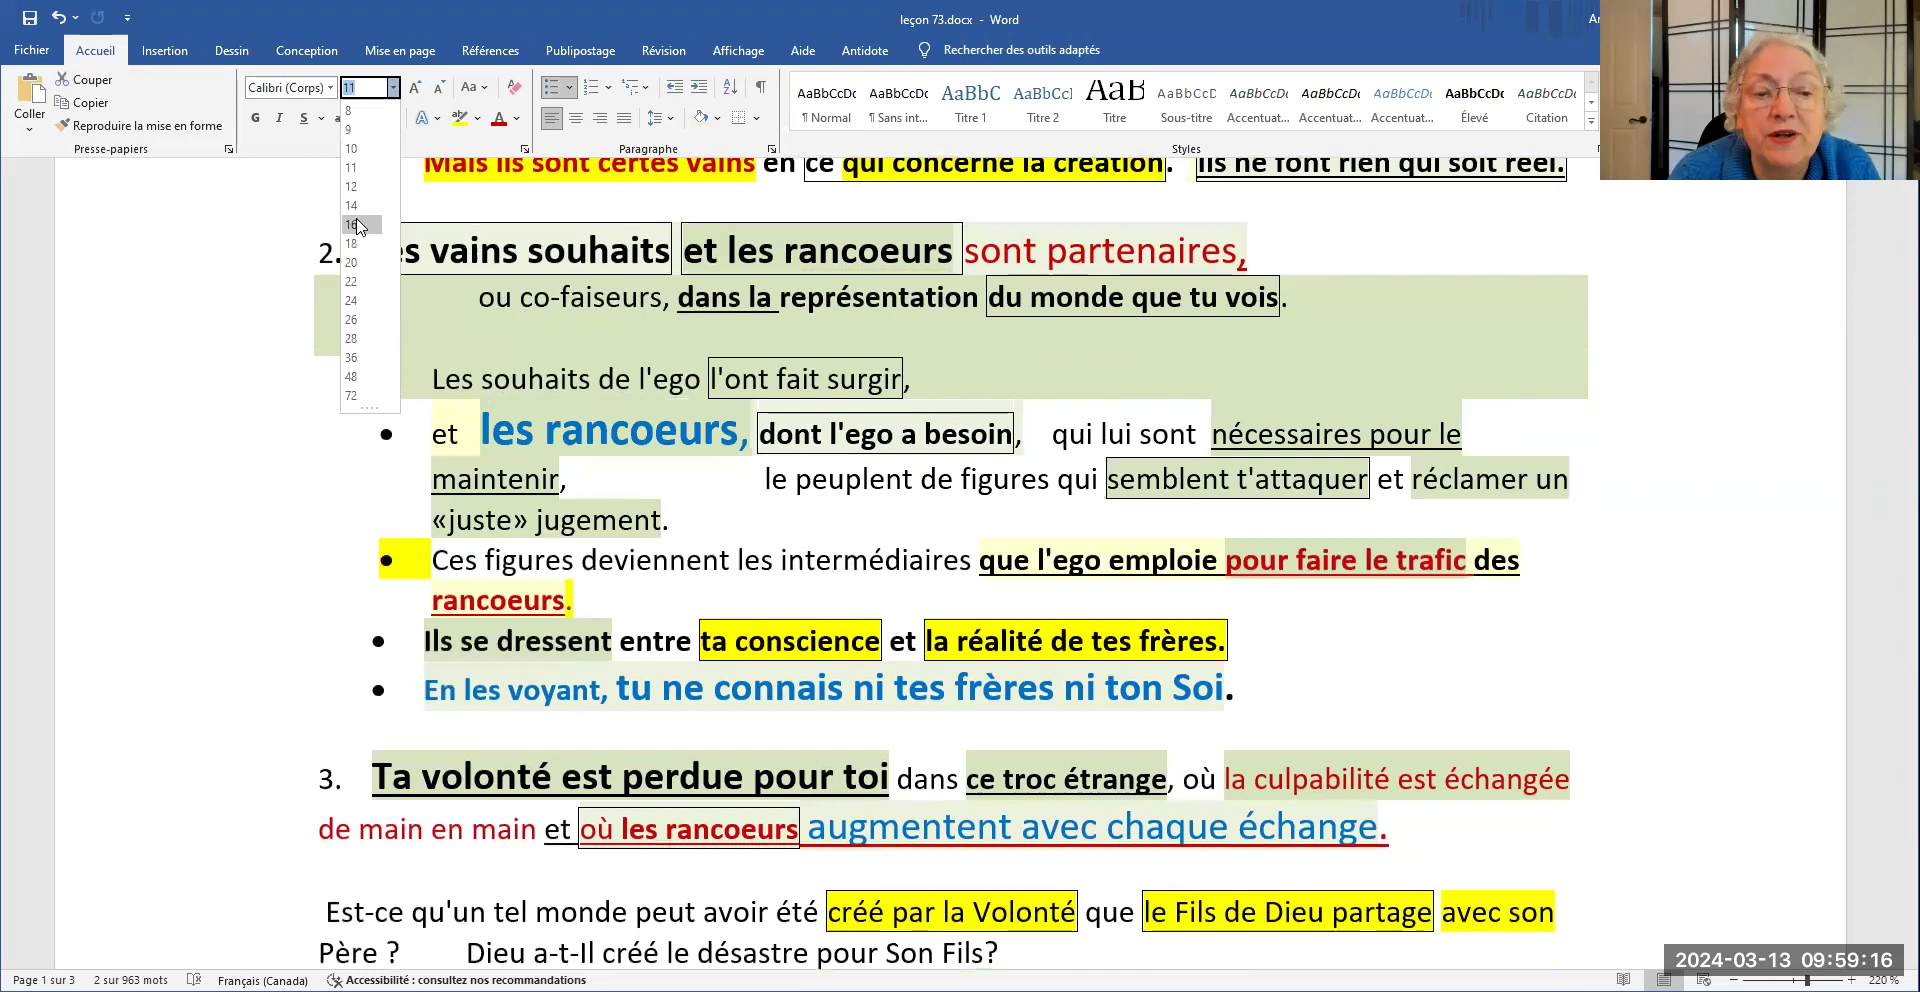 leçon 73.docx - Word
Fichier Accueil Insertion Dessin Conception Mise en page Références Publipostage Révision Affichage Aide Antidote Rechercher des outils adaptés
Coller
Couper
Copier
Reproduire la mise en forme
Presse-papiers
Calibri (Corps) 11
G I S
Aa
Paragraphe
AaBbCcDc AaBbCcDc AaBbC AaBbCcI AaB AaBbCcDc AaBbCcDc AaBbCcDc AaBbCcDc AaBbCcDc AaBbCcDc
¶ Normal ¶ Sans int... Titre 1 Titre 2 Titre Sous-titre Accentuat... Accentuat... Accentuat... Élevé Citation
Styles
8
9
10
11
12
14
16
18
20
22
24
26
28
36
48
72
Mais ils sont certes vains en ce qui concerne la création. Ils ne font rien qui soit réel.
2. s vains souhaits et les rancoeurs sont partenaires,
ou co-faiseurs, dans la représentation du monde que tu vois.
Les souhaits de l'ego l'ont fait surgir,
• et les rancoeurs, dont l'ego a besoin, qui lui sont nécessaires pour le
maintenir, le peuplent de figures qui semblent t'attaquer et réclamer un
«juste» jugement.
• Ces figures deviennent les intermédiaires que l'ego emploie pour faire le trafic des
rancoeurs.
• Ils se dressent entre ta conscience et la réalité de tes frères.
• En les voyant, tu ne connais ni tes frères ni ton Soi.
3. Ta volonté est perdue pour toi dans ce troc étrange, où la culpabilité est échangée
de main en main et où les rancoeurs augmentent avec chaque échange.
Est-ce qu'un tel monde peut avoir été créé par la Volonté que le Fils de Dieu partage avec son
Père ? Dieu a-t-Il créé le désastre pour Son Fils?
2024-03-13 09:59:16
Page 1 sur 3 2 sur 963 mots Français (Canada) Accessibilité : consultez nos recommandations 220 %